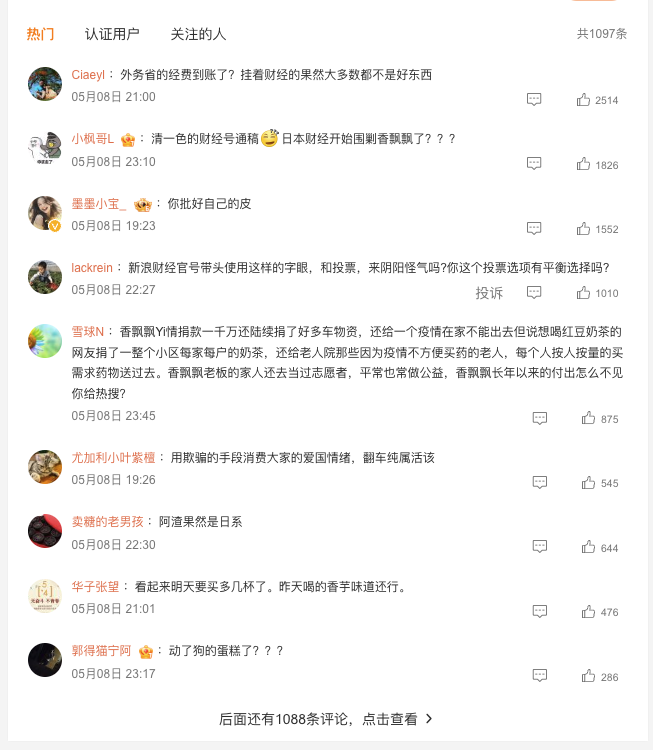 热门 认证用户 关注的人 共1097条
Ciaeyl：外务省的经费到账了？挂着财经的果然大多数都不是好东西
05月08日 21:00 2514
小枫哥L ：清一色的财经号通稿日本财经开始围剿香飘飘了？？？
05月08日 23:10 1826
墨墨小宝_ ：你批好自己的皮
05月08日 19:23 1552
lackrein：新浪财经官号带头使用这样的字眼，和投票，来阴阳怪气吗?你这个投票选项有平衡选择吗?
05月08日 22:27 投诉 1010
雪球N：香飘飘Yi情捐款一千万还陆续捐了好多车物资，还给一个疫情在家不能出去但说想喝红豆奶茶的
网友捐了一整个小区每家每户的奶茶，还给老人院那些因为疫情不方便买药的老人，每个人按人按量的买
需求药物送过去。香飘飘老板的家人还去当过志愿者，平常也常做公益，香飘飘长年以来的付出怎么不见
你给热搜？
05月08日 23:45 875
尤加利小叶紫檀：用欺骗的手段消费大家的爱国情绪，翻车纯属活该
05月08日 19:26 545
卖糖的老男孩：阿渣果然是日系
05月08日 22:30 644
华子张望：看起来明天要买多几杯了。昨天喝的香芋味道还行。
05月08日 21:01 476
郭得猫宁阿 ：动了狗的蛋糕了？？？
05月08日 23:17 286
后面还有1088条评论，点击查看